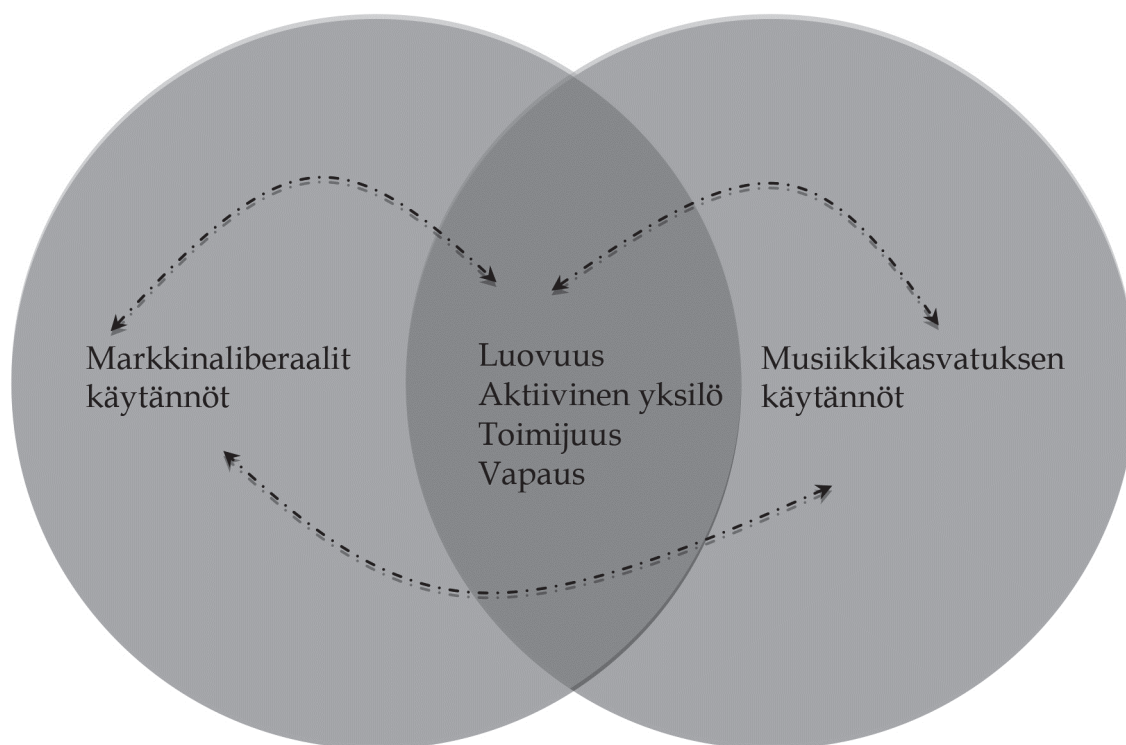 Markkinaliberaalit
käytännöt
Luovuus
Aktiivinen yksilö
Toimijuus
Vapaus
Musiikkikasvatuksen
käytännöt